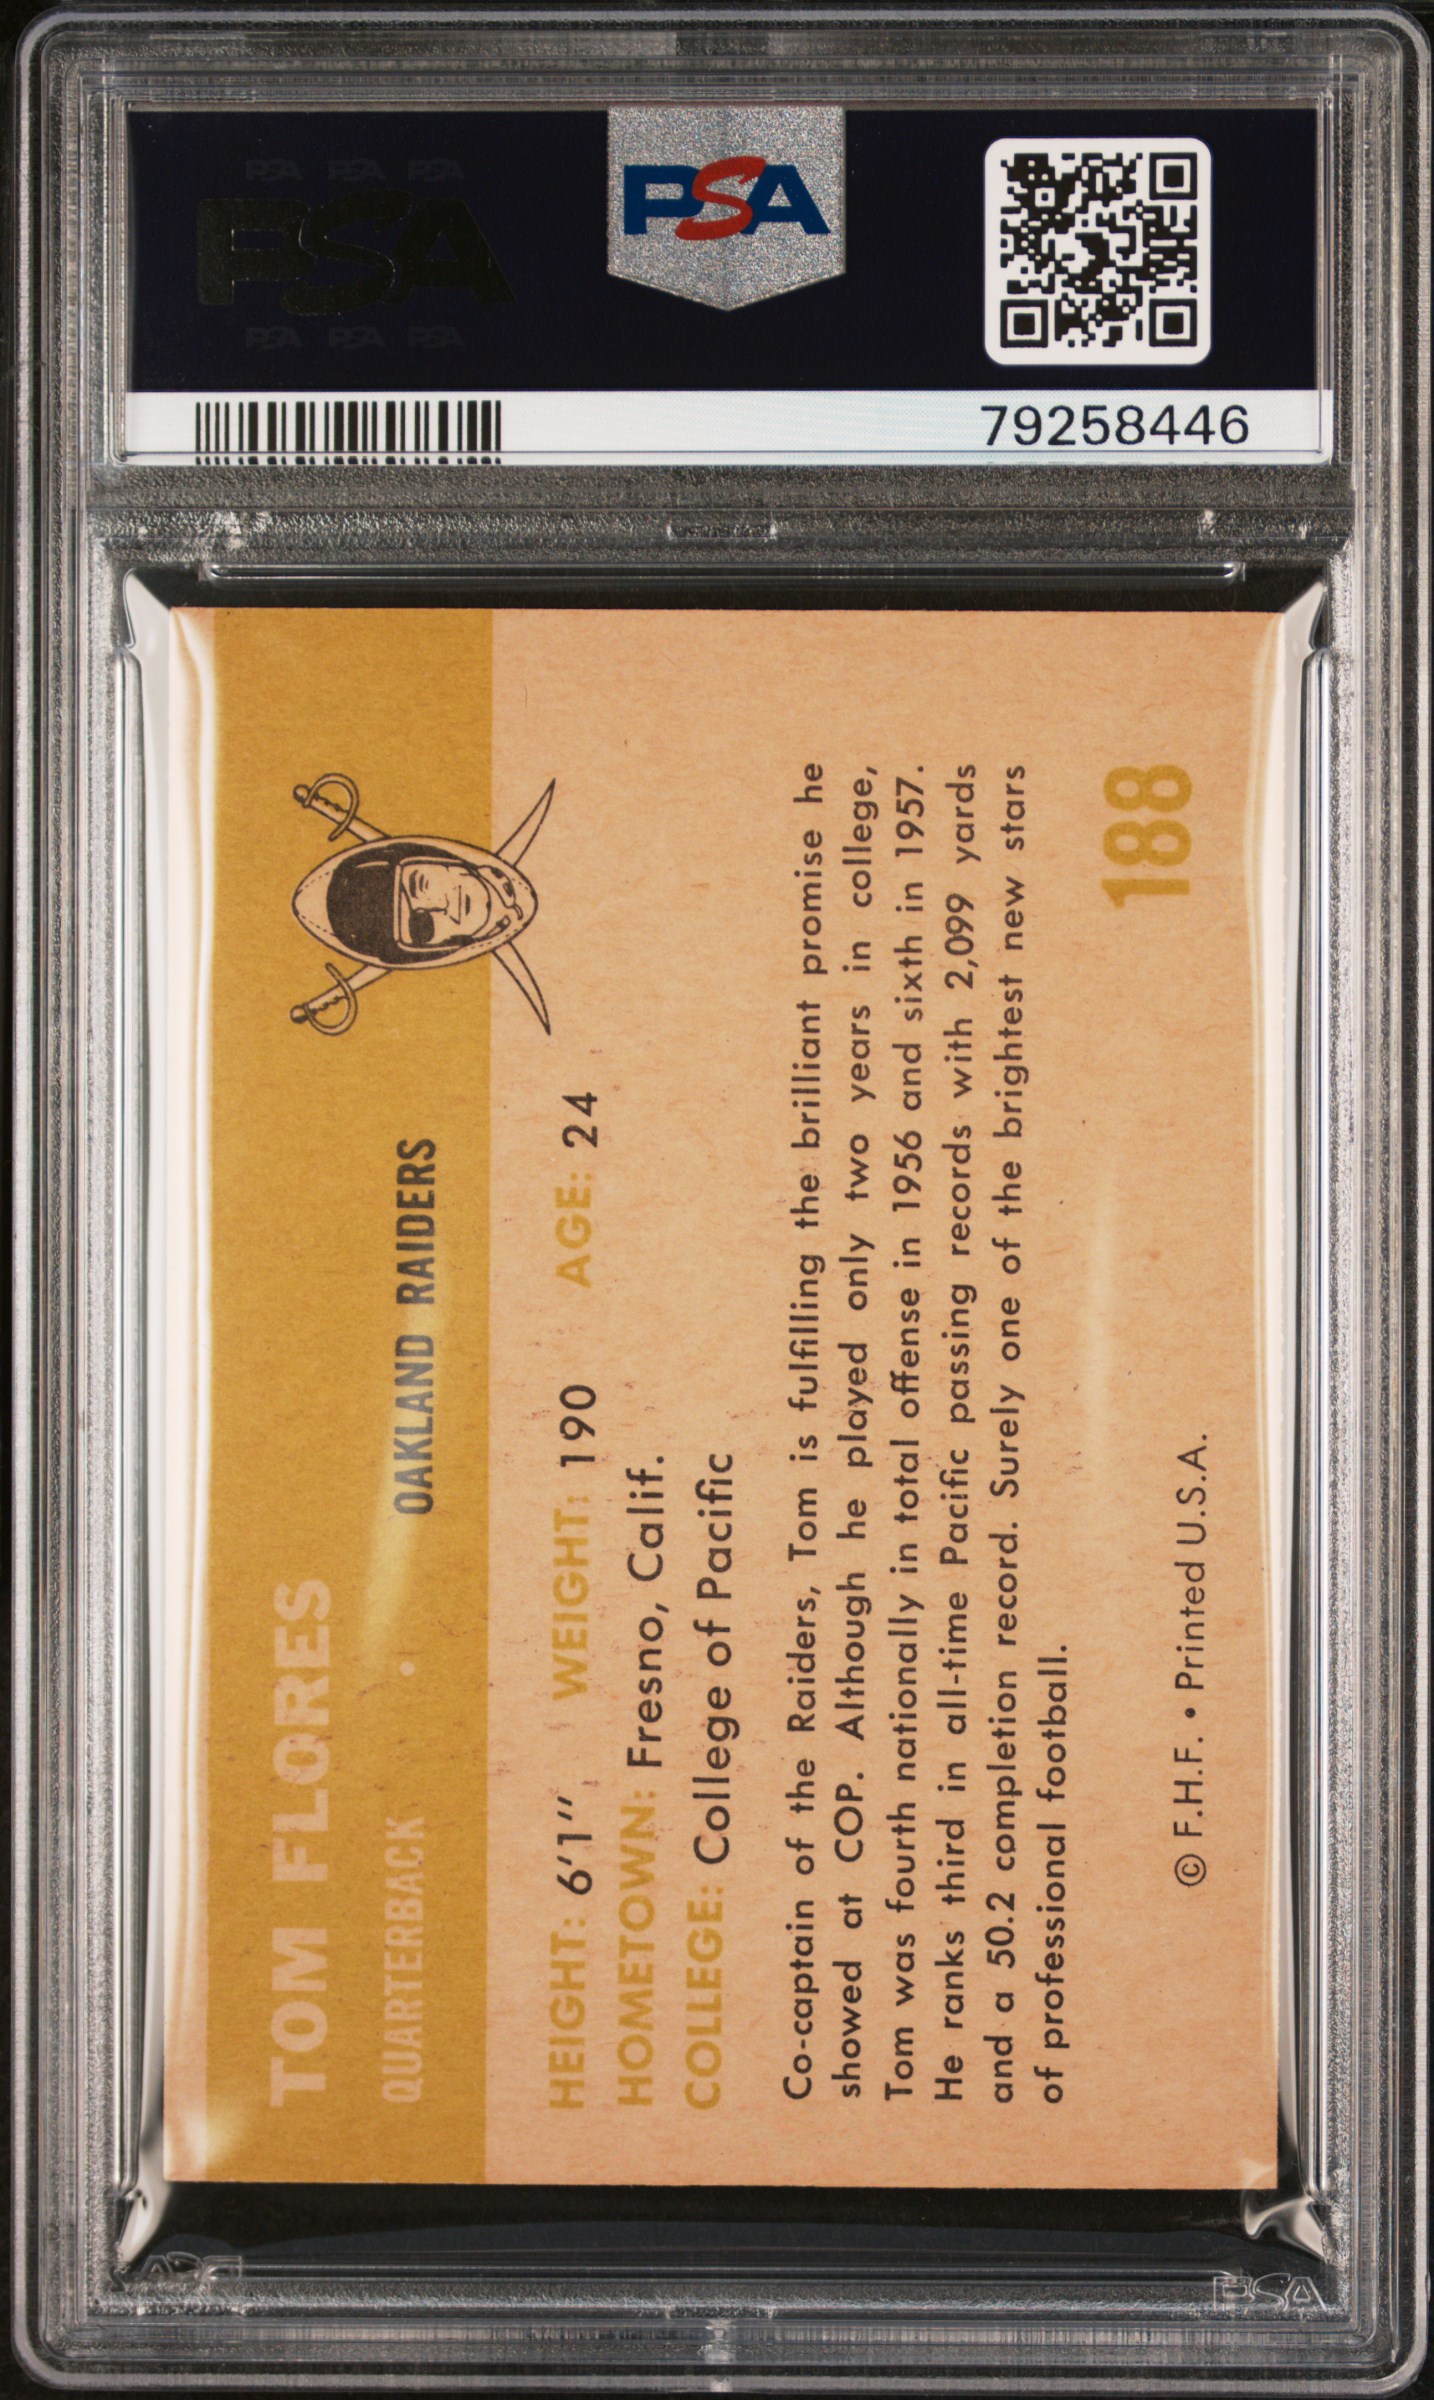 PSA PSA PSA
PSA
PSA PSA PSA
PSA
79258446
TOM FLORES
QUARTERBACK • OAKLAND RAIDERS
HEIGHT: 6'1" WEIGHT: 190 AGE: 24
HOMETOWN: Fresno, Calif.
COLLEGE: College of Pacific
Co-captain of the Raiders, Tom is fulfilling the brilliant promise he
showed at COP. Although he played only two years in college,
Tom was fourth nationally in total offense in 1956 and sixth in 1957.
He ranks third in all-time Pacific passing records with 2,099 yards
and a 50.2 completion record. Surely one of the brightest new stars
of professional football.
188
© F.H.F. • Printed U.S.A.
PSA
PSA